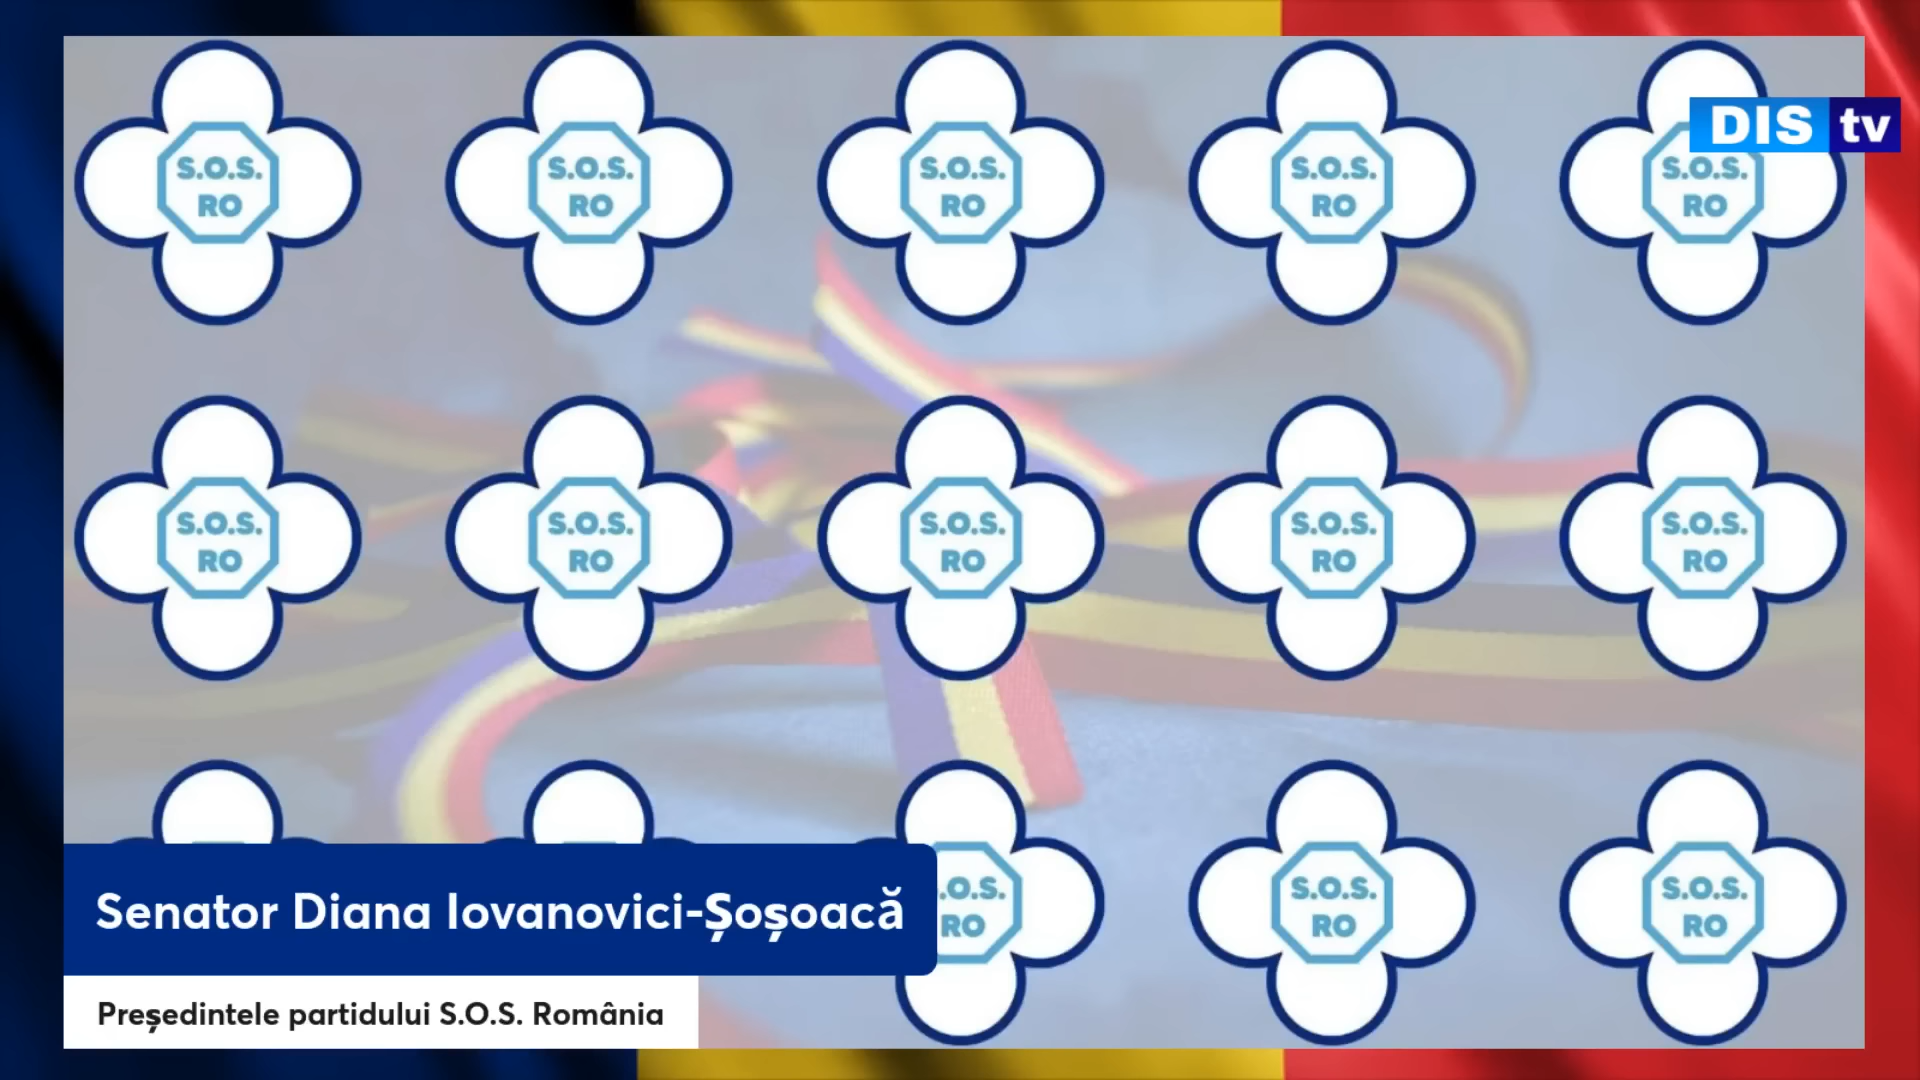 S.O.S. S.O.S. S.O.S. S.O.S. S.O.S. DIS tv
RO RO RO RO RO
S.O.S. S.O.S. S.O.S. S.O.S. S.O.S.
RO RO RO RO RO
.O.S. S.O.S. S.O.S.
RO RO RO
Senator Diana Iovanovici-Șoșoacă
Președintele partidului S.O.S. România